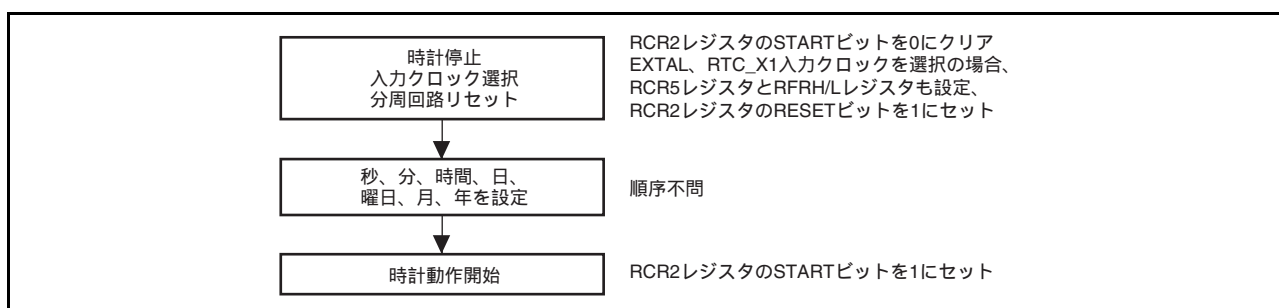 時計停止
入力クロック選択
分周回路リセット
RCR2レジスタのSTARTビットを0にクリア
EXTAL、RTC_X1入力クロックを選択の場合、
RCR5レジスタとRFRH/Lレジスタも設定、
RCR2レジスタのRESETビットを1にセット
秒、分、時間、日、
曜日、月、年を設定
順序不問
時計動作開始
RCR2レジスタのSTARTビットを1にセット